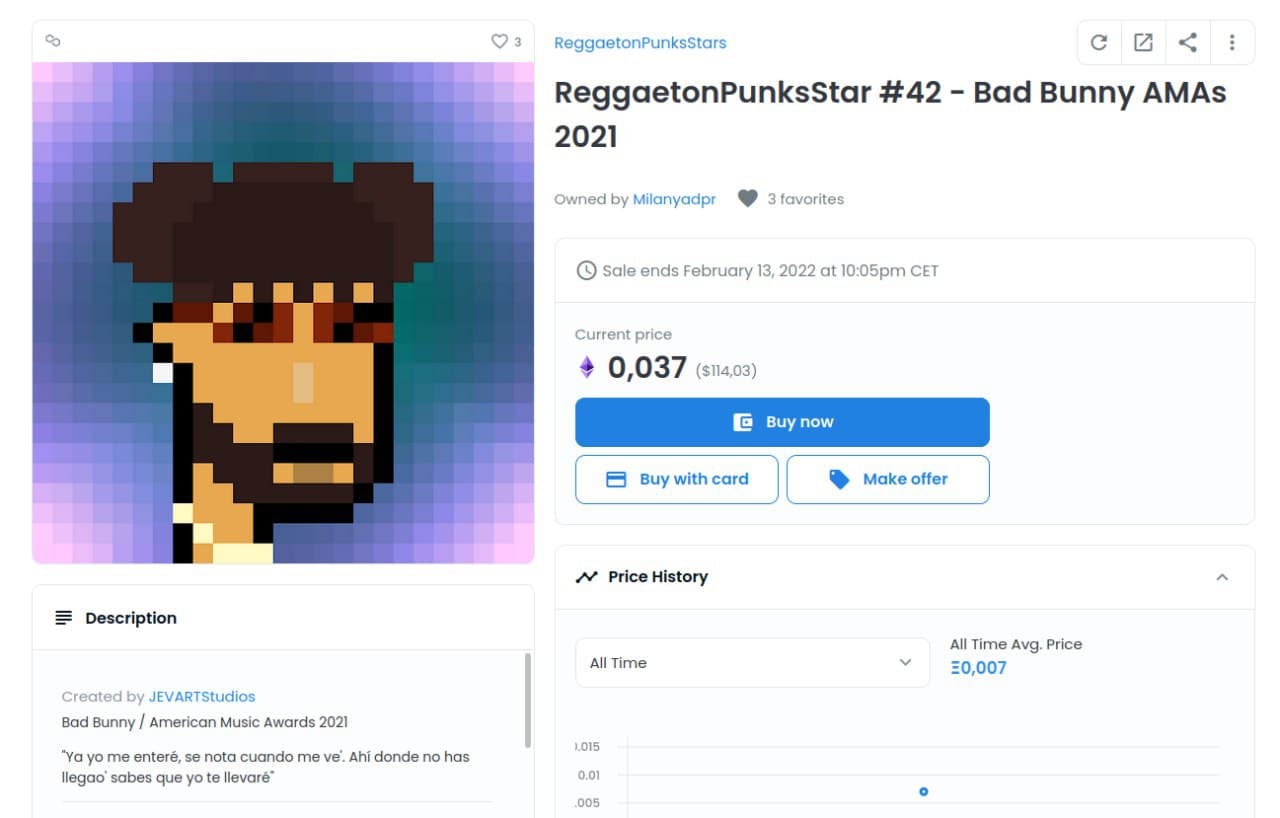 3
ReggaetonPunksStars
ReggaetonPunksStar #42 - Bad Bunny AMAs
2021
Owned by Milanyadpr 3 favorites
Sale ends February 13, 2022 at 10:05pm CET
Current price
0,037 ($114,03)
Buy now
Buy with card Make offer
Price History
All Time
All Time Avg. Price
Ξ0,007
0.015
0.01
.005
Description
Created by JEVARTStudios
Bad Bunny / American Music Awards 2021
"Ya yo me enteré, se nota cuando me ve'. Ahí donde no has
llegao' sabes que yo te llevaré"